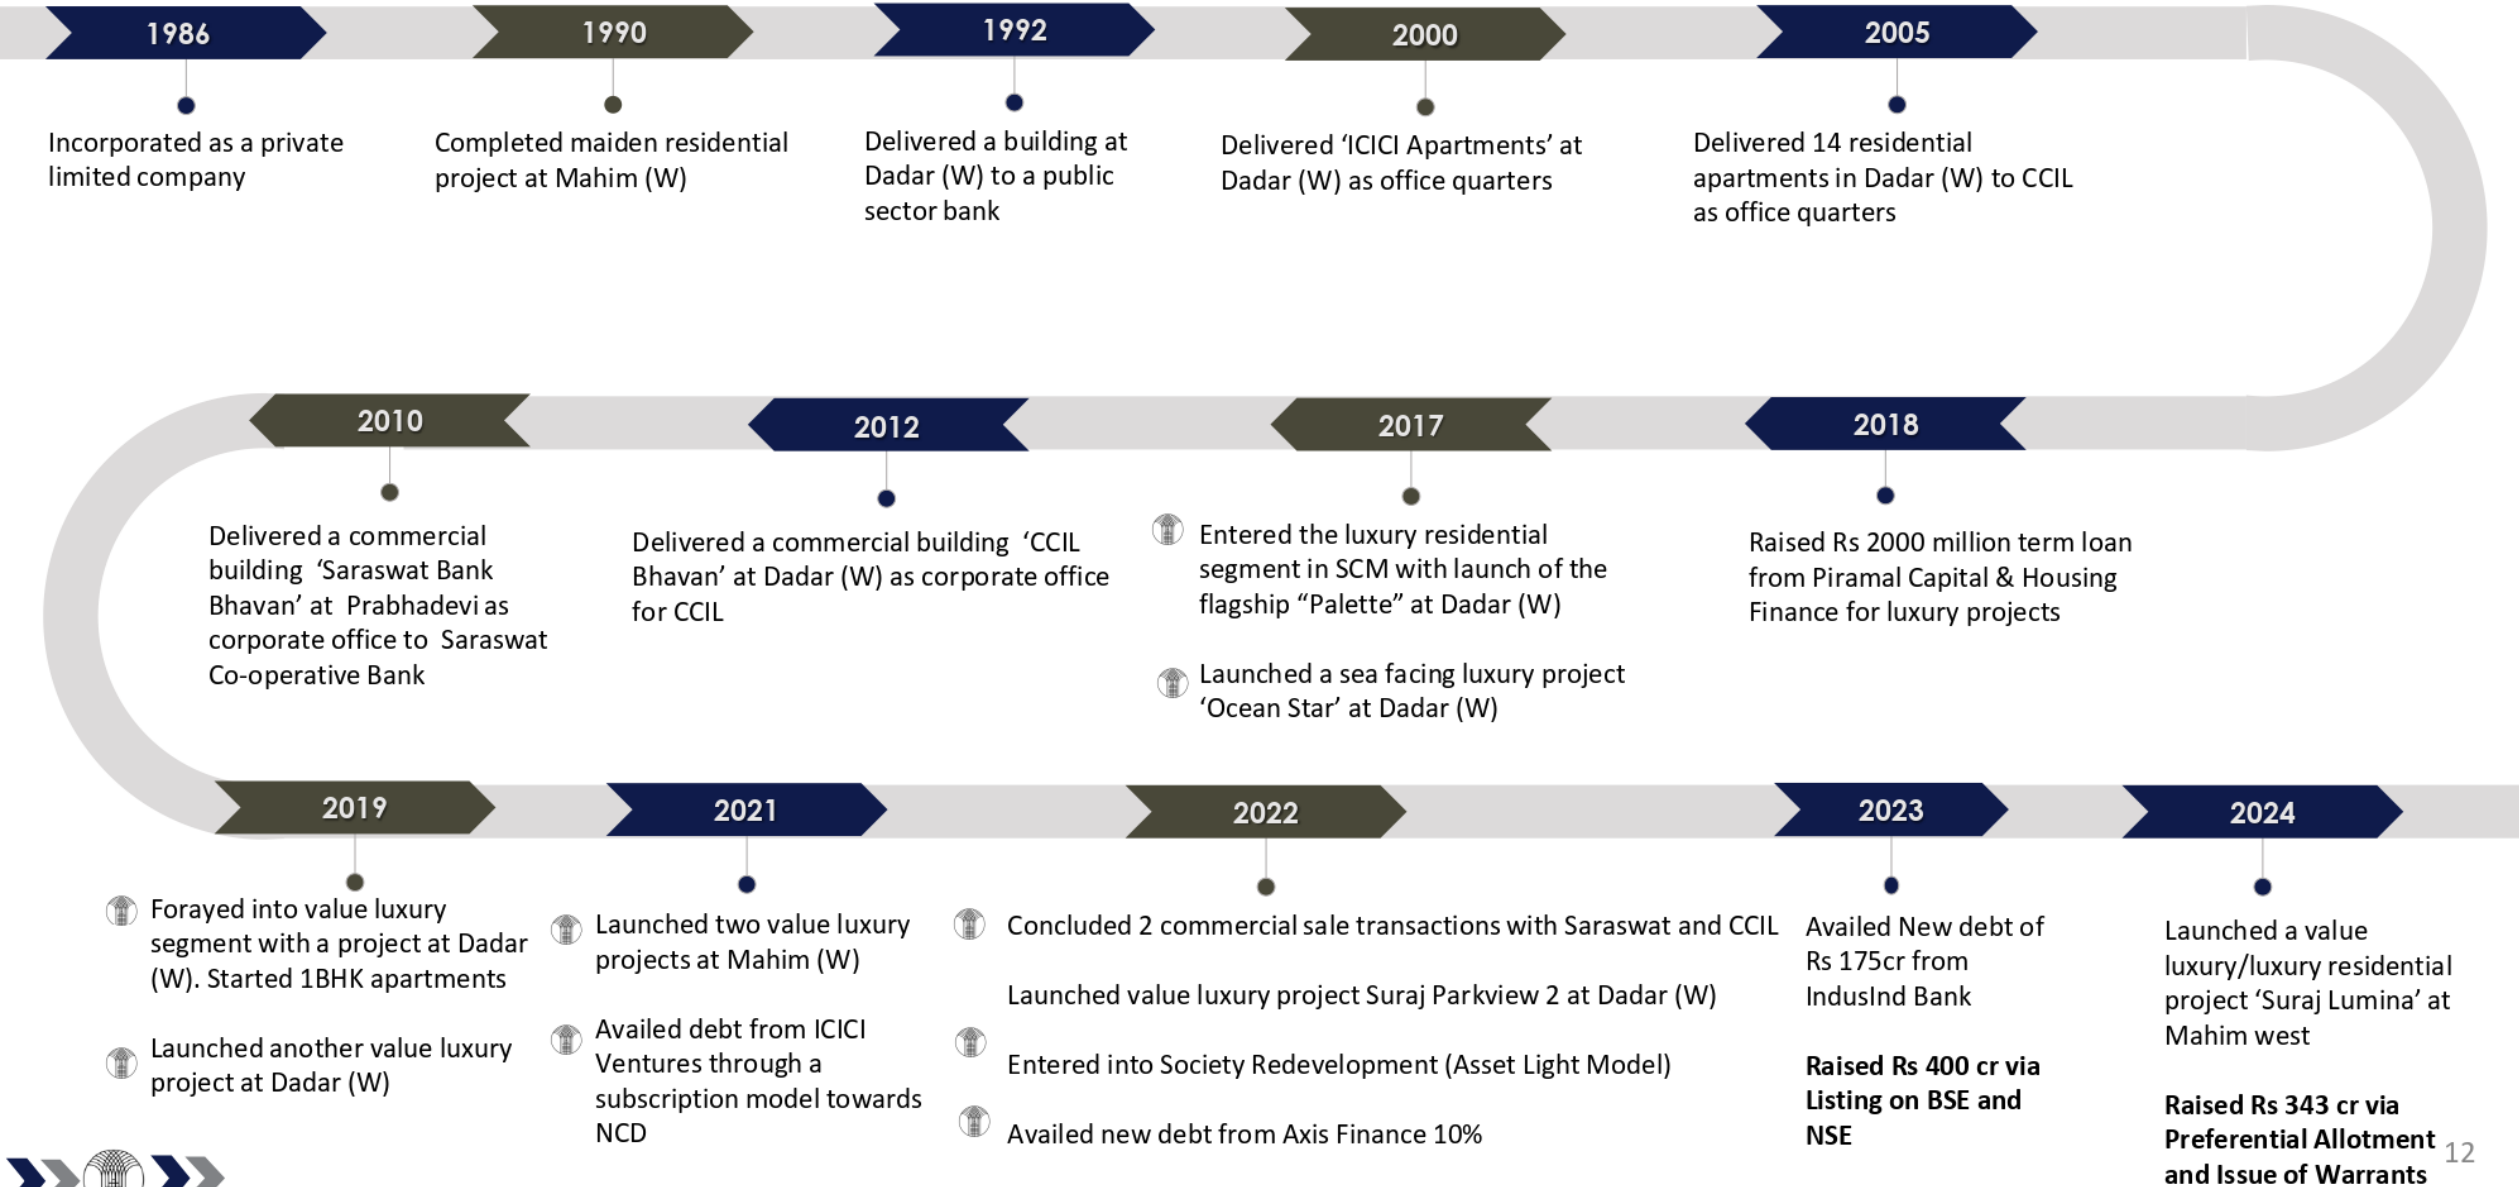 1986
Incorporated as a private
limited company
1990
Completed maiden residential
project at Mahim (W)
1992
Delivered a building at
Dadar (W) to a public
sector bank
2000
Delivered ‘ICICI Apartments’ at
Dadar (W) as office quarters
2005
Delivered 14 residential
apartments in Dadar (W) to CCIL
as office quarters
2010
Delivered a commercial
building ‘Saraswat Bank
Bhavan’ at Prabhadevi as
corporate office to Saraswat
Co-operative Bank
2012
Delivered a commercial building ‘CCIL
Bhavan’ at Dadar (W) as corporate office
for CCIL
2017
Entered the luxury residential
segment in SCM with launch of the
flagship “Palette” at Dadar (W)
Launched a sea facing luxury project
‘Ocean Star’ at Dadar (W)
2018
Raised Rs 2000 million term loan
from Piramal Capital & Housing
Finance for luxury projects
2019
Forayed into value luxury
segment with a project at Dadar
(W). Started 1BHK apartments
Launched another value luxury
project at Dadar (W)
2021
Launched two value luxury
projects at Mahim (W)
Availed debt from ICICI
Ventures through a
subscription model towards
NCD
2022
Concluded 2 commercial sale transactions with Saraswat and CCIL
Launched value luxury project Suraj Parkview 2 at Dadar (W)
Entered into Society Redevelopment (Asset Light Model)
Availed new debt from Axis Finance 10%
2023
Availed New debt of
Rs 175cr from
IndusInd Bank
Raised Rs 400 cr via
Listing on BSE and
NSE
2024
Launched a value
luxury/luxury residential
project ‘Suraj Lumina’ at
Mahim west
Raised Rs 343 cr via
Preferential Allotment
and Issue of Warrants
12